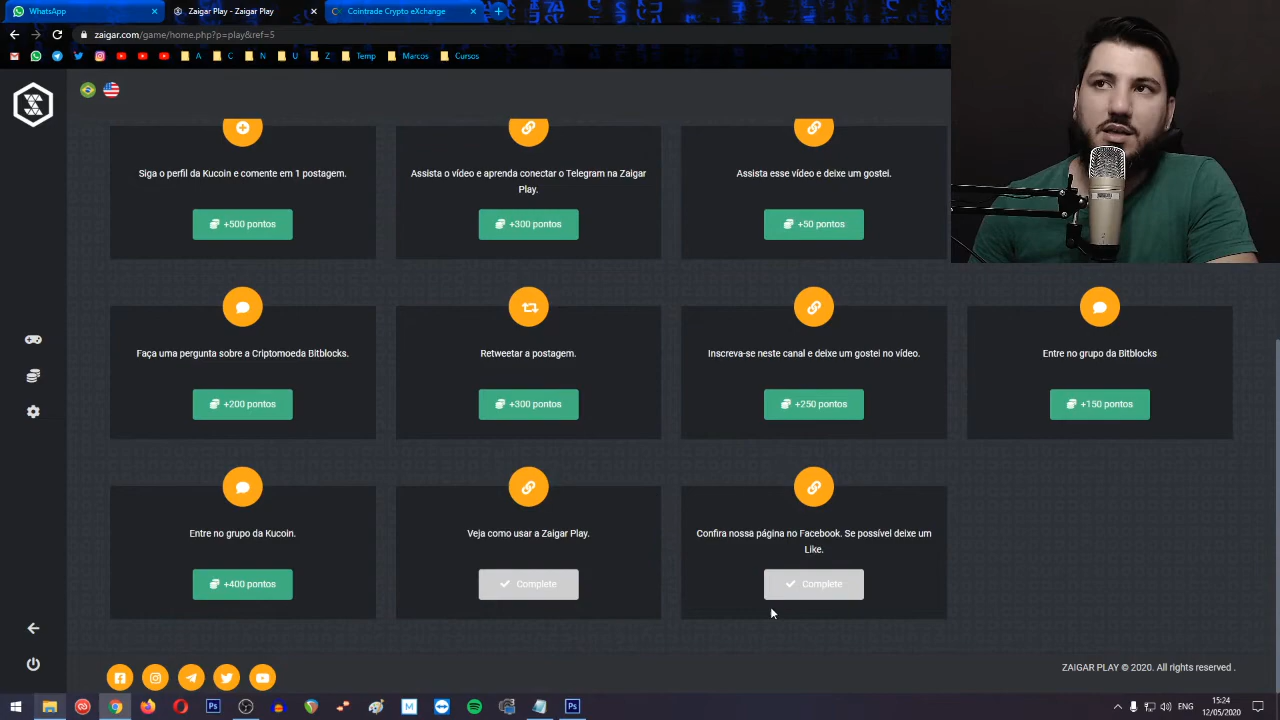 WhatsApp
Zaigar Play - Zaigar Play
Cointrade Crypto eXchange
zaigar.com/game/home.php?p=play&ref=5
A
C
N
U
Z
Temp
Marcos
Cursos
Siga o perfil da Kucoin e comente em 1 postagem.
+500 pontos
Assista o vídeo e aprenda conectar o Telegram na Zaigar
Play.
+300 pontos
Assista esse vídeo e deixe um gostei.
+50 pontos
Faça uma pergunta sobre a Criptomoeda Bitblocks.
+200 pontos
Retweetar a postagem.
+300 pontos
Inscreva-se neste canal e deixe um gostei no vídeo.
+250 pontos
Entre no grupo da Bitblocks
+150 pontos
Entre no grupo da Kucoin.
+400 pontos
Veja como usar a Zaigar Play.
Complete
Confira nossa página no Facebook. Se possível deixe um
Like.
Complete
ZAIGAR PLAY © 2020. All rights reserved .
Ps
M
Ps
ENG
15:24
12/05/2020